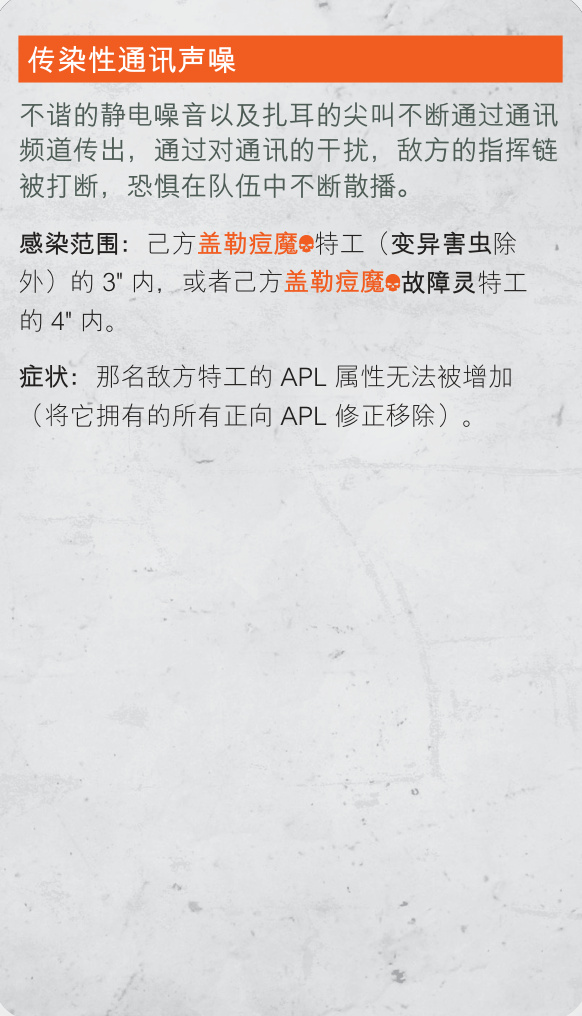 传染性通讯声噪
不谐的静电噪音以及扎耳的尖叫不断通过通讯
频道传出，通过对通讯的干扰，敌方的指挥链
被打断，恐惧在队伍中不断散播。
感染范围：己方盖勒痘魔特工（变异害虫除
外）的 3" 内，或者己方盖勒痘魔故障灵特工
的 4" 内。
症状：那名敌方特工的 APL 属性无法被增加
（将它拥有的所有正向 APL 修正移除）。